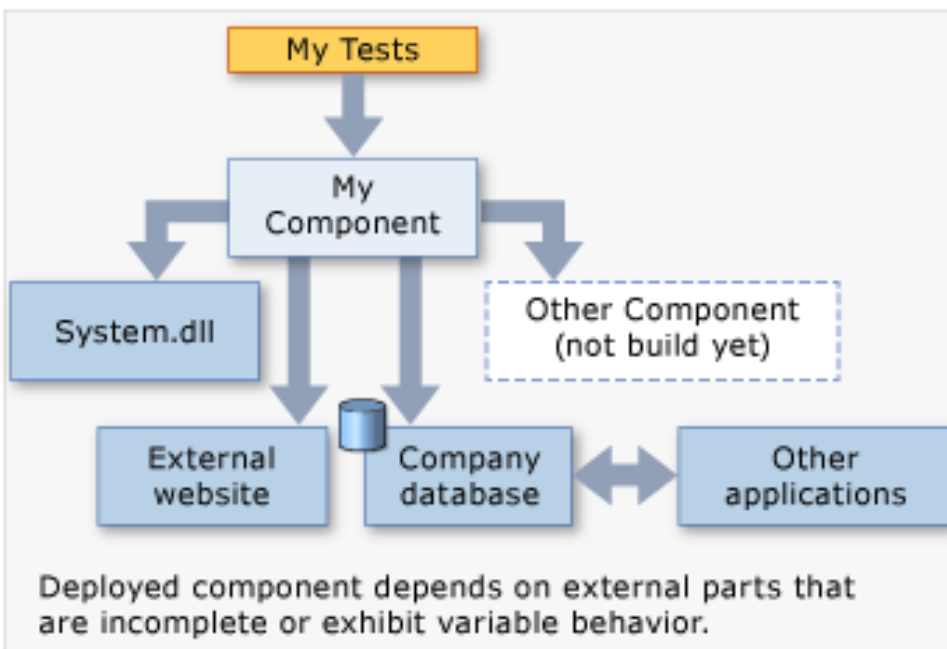 My Tests
My
Component
System.dll
Other Component
(not build yet)
External
website
Company
database
Other
applications
Deployed component depends on external parts that
are incomplete or exhibit variable behavior.